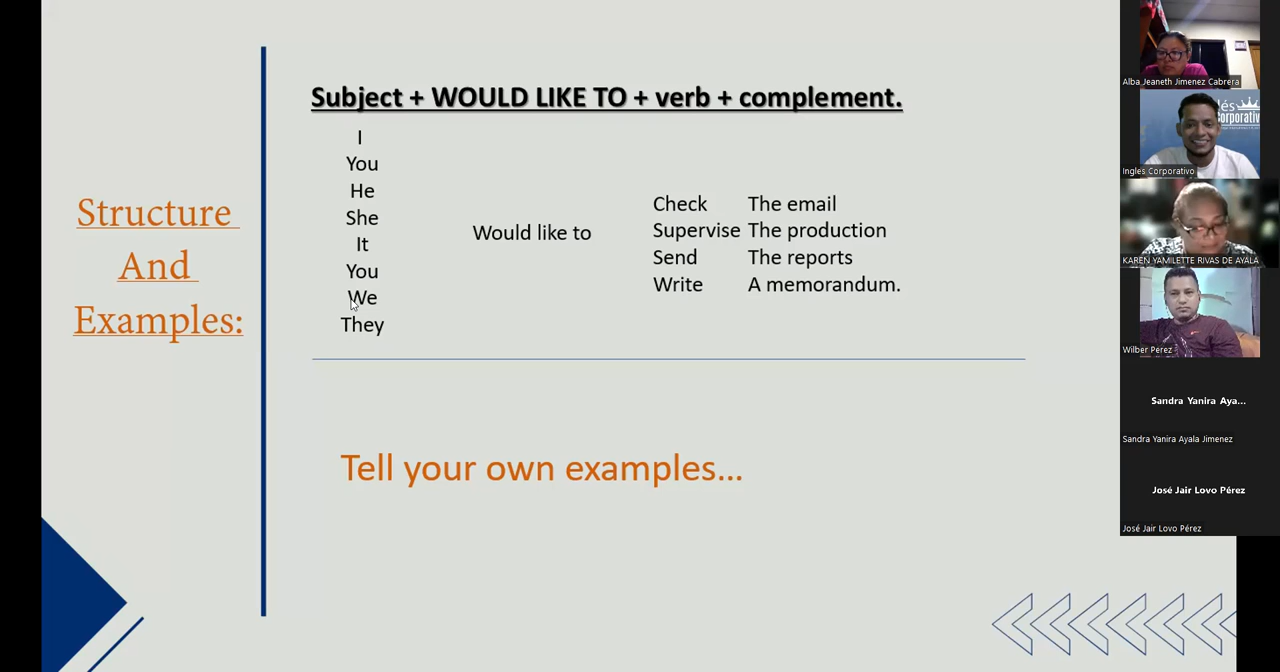 Subject + WOULD LIKE TO + verb + complement.
I
You
He
She
It
You
We
They
Would like to
Check The email
Supervise The production
Send The reports
Write A memorandum.
Structure
And
Examples:
Tell your own examples...
Alba Jeaneth Jimenez Cabrera
Corporativo
Ingles Corporativo
KAREN YAMILETTE RIVAS DE AYALA
Wilber Perez
Sandra Yanira Aya...
Sandra Yanira Ayala Jimenez
José Jair Lovo Pérez
José Jair Lovo Pérez